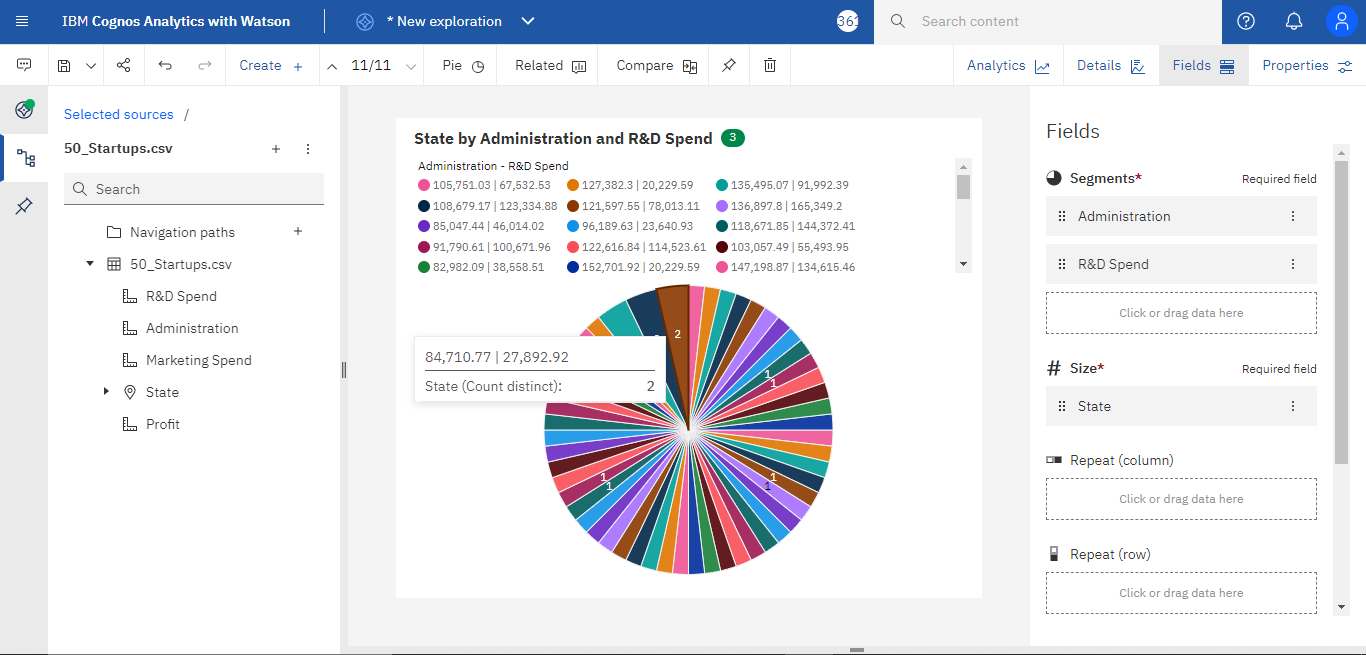 IBM Cognos Analytics with Watson
* New exploration
361
Search content
Create +
11/11
Pie
Related
Compare
Analytics
Details
Fields
Properties
Selected sources /
50_Startups.csv
Search
Navigation paths
50_Startups.csv
R&D Spend
Administration
Marketing Spend
State
Profit
State by Administration and R&D Spend 3
Administration - R&D Spend
105,751.03 | 67,532.53 127,382.3 | 20,229.59 135,495.07 | 91,992.39
108,679.17 | 123,334.88 121,597.55 | 78,013.11 136,897.8 | 165,349.2
85,047.44 | 46,014.02 96,189.63 | 23,640.93 118,671.85 | 144,372.41
91,790.61 | 100,671.96 122,616.84 | 114,523.61 103,057.49 | 55,493.95
82,982.09 | 38,558.51 152,701.92 | 20,229.59 147,198.87 | 134,615.46
2
84,710.77 | 27,892.92
State (Count distinct): 2
1
1
1
1
1
1
Fields
Segments* Required field
Administration
R&D Spend
Click or drag data here
# Size* Required field
State
Repeat (column)
Click or drag data here
Repeat (row)
Click or drag data here